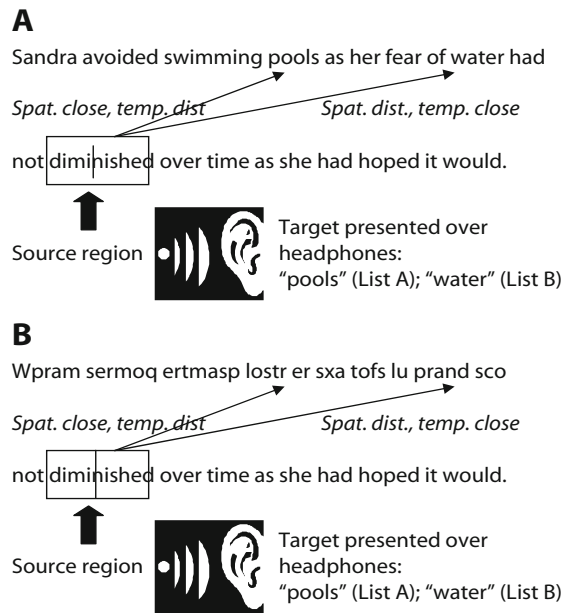 A
Sandra avoided swimming pools as her fear of water had
Spat. close, temp. dist
Spat. dist., temp. close
not diminished over time as she had hoped it would.
Source region
Target presented over
headphones:
“pools” (List A); “water” (List B)
B
Wpram sermoq ertmasp lostr er sxa tofs lu prand sco
Spat. close, temp. dist
Spat. dist., temp. close
not diminished over time as she had hoped it would.
Source region
Target presented over
headphones:
“pools” (List A); “water” (List B)